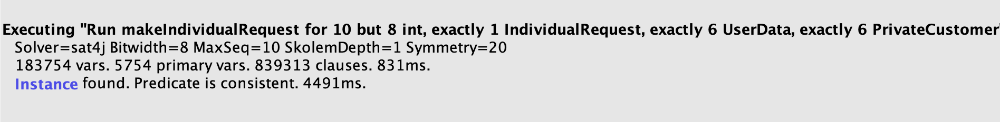 Executing "Run makeIndividualRequest for 10 but 8 int, exactly 1 IndividualRequest, exactly 6 UserData, exactly 6 PrivateCustomer"
Solver=sat4j Bitwidth=8 MaxSeq=10 SkolemDepth=1 Symmetry=20
183754 vars. 5754 primary vars. 839313 clauses. 831ms.
Instance found. Predicate is consistent. 4491ms.